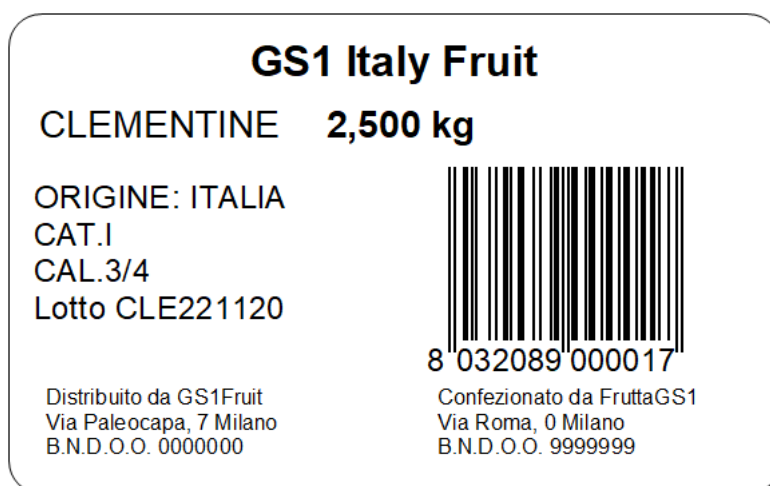 GS1 Italy Fruit
CLEMENTINE 2,500 kg
ORIGINE: ITALIA
CAT.I
CAL.3/4
Lotto CLE221120
8 032089 000017
Distribuito da GS1Fruit
Via Paleocapa, 7 Milano
B.N.D.O.O. 0000000
Confezionato da FruttaGS1
Via Roma, 0 Milano
B.N.D.O.O. 9999999